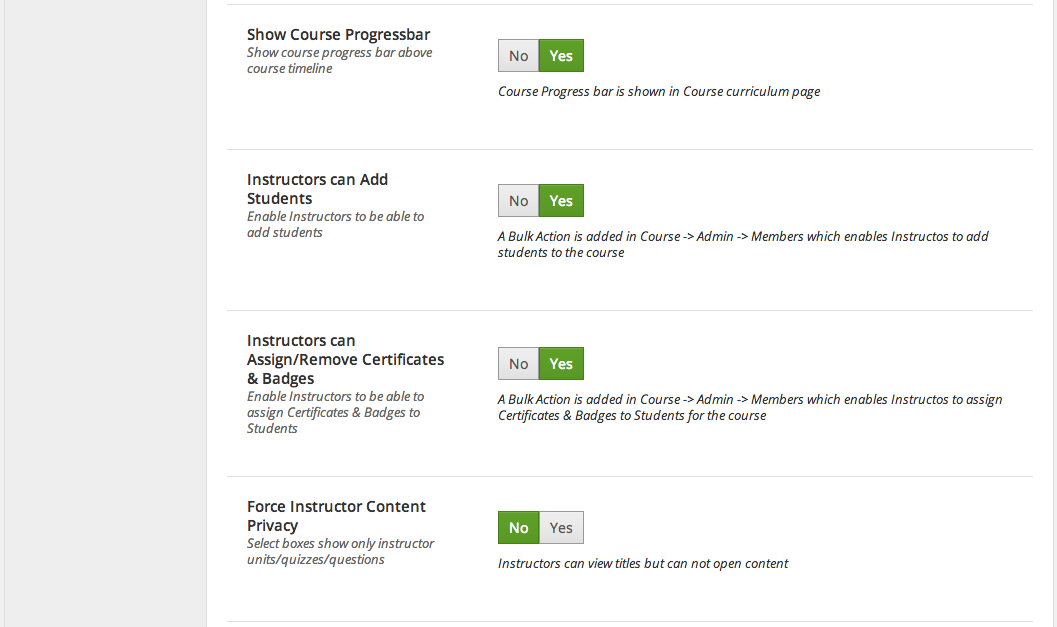 Show Course Progressbar
Show course progress bar above
course timeline
No Yes
Course Progress bar is shown in Course curriculum page
Instructors can Add
Students
Enable Instructors to be able to
add students
No Yes
A Bulk Action is added in Course -> Admin -> Members which enables Instructos to add
students to the course
Instructors can
Assign/Remove Certificates
& Badges
Enable Instructors to be able to
assign Certificates & Badges to
Students
No Yes
A Bulk Action is added in Course -> Admin -> Members which enables Instructos to assign
Certificates & Badges to Students for the course
Force Instructor Content
Privacy
Select boxes show only instructor
units/quizzes/questions
No Yes
Instructors can view titles but can not open content